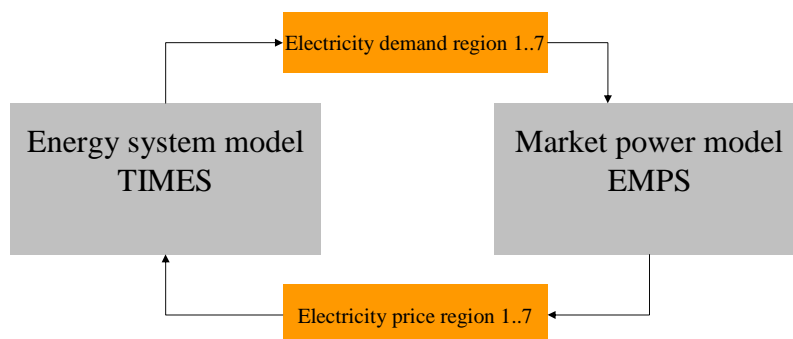 Electricity demand region 1..7
Energy system model
TIMES
Market power model
EMPS
Electricity price region 1..7